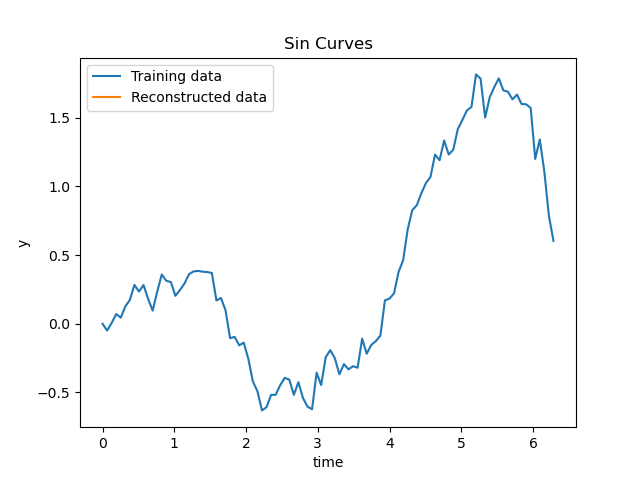 Sin Curves
Training data
Reconstructed data
1.5
1.0
0.5
0.0
−0.5
y
0 1 2 3 4 5 6
time